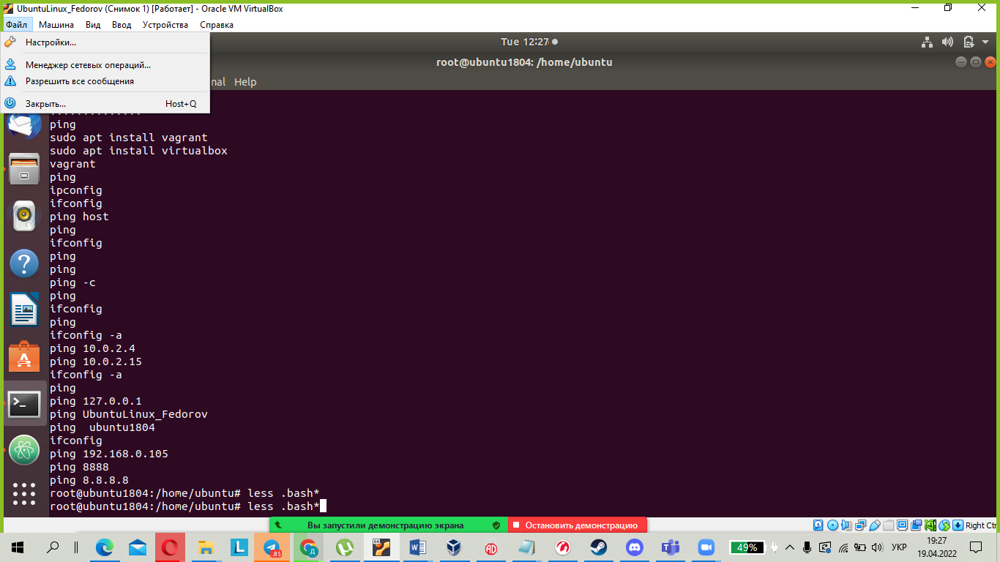 UbuntuLinux_Fedorov (Снимок 1) [Работает] - Oracle VM VirtualBox
Файл Машина Вид Ввод Устройства Справка
Настройки...
Менеджер сетевых операций...
Разрешить все сообщения
Закрыть... Host+Q
Tue 12:27
root@ubuntu1804: /home/ubuntu
nal Help
ping
sudo apt install vagrant
sudo apt install virtualbox
vagrant
ping
ipconfig
ifconfig
ping host
ping
ifconfig
ping
ping
ping -c
ping
ifconfig
ping
ifconfig -a
ping 10.0.2.4
ping 10.0.2.15
ifconfig -a
ping
ping 127.0.0.1
ping UbuntuLinux_Fedorov
ping  ubuntu1804
ifconfig
ping 192.168.0.105
ping 8888
ping 8.8.8.8
root@ubuntu1804:/home/ubuntu# less .bash*
root@ubuntu1804:/home/ubuntu# less .bash*
Вы запустили демонстрацию экрана
Остановить демонстрацию
Right Ctr
49%
УКР
19:27
19.04.2022